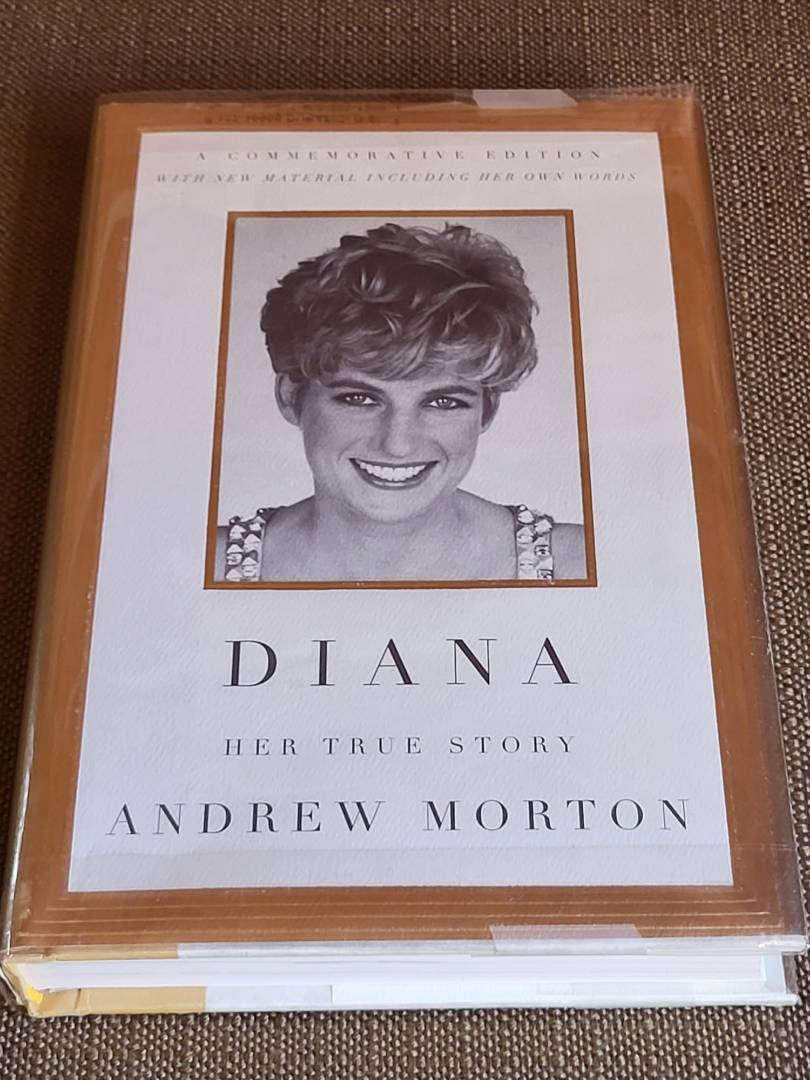 A COMMEMORATIVE EDITION
WITH NEW MATERIAL INCLUDING HER OWN WORDS
DIANA
HER TRUE STORY
ANDREW MORTON